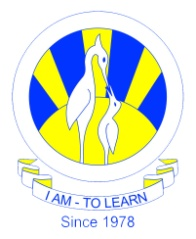 I AM - TO LEARN
Since 1978